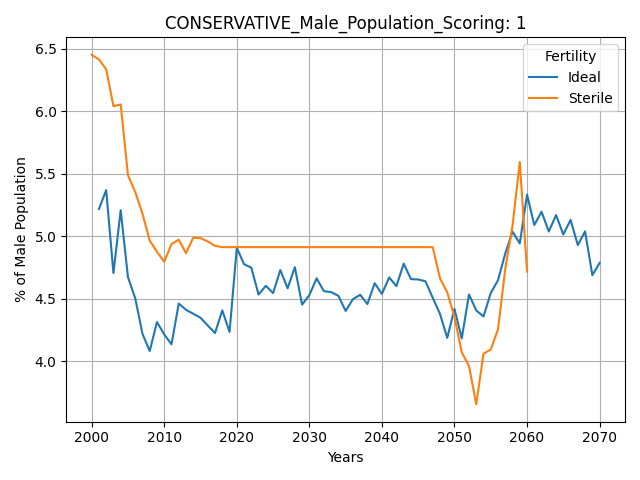 CONSERVATIVE_Male_Population_Scoring: 1
Fertility
Ideal
Sterile
% of Male Population
6.5
6.0
5.5
5.0
4.5
4.0
2000 2010 2020 2030 2040 2050 2060 2070
Years